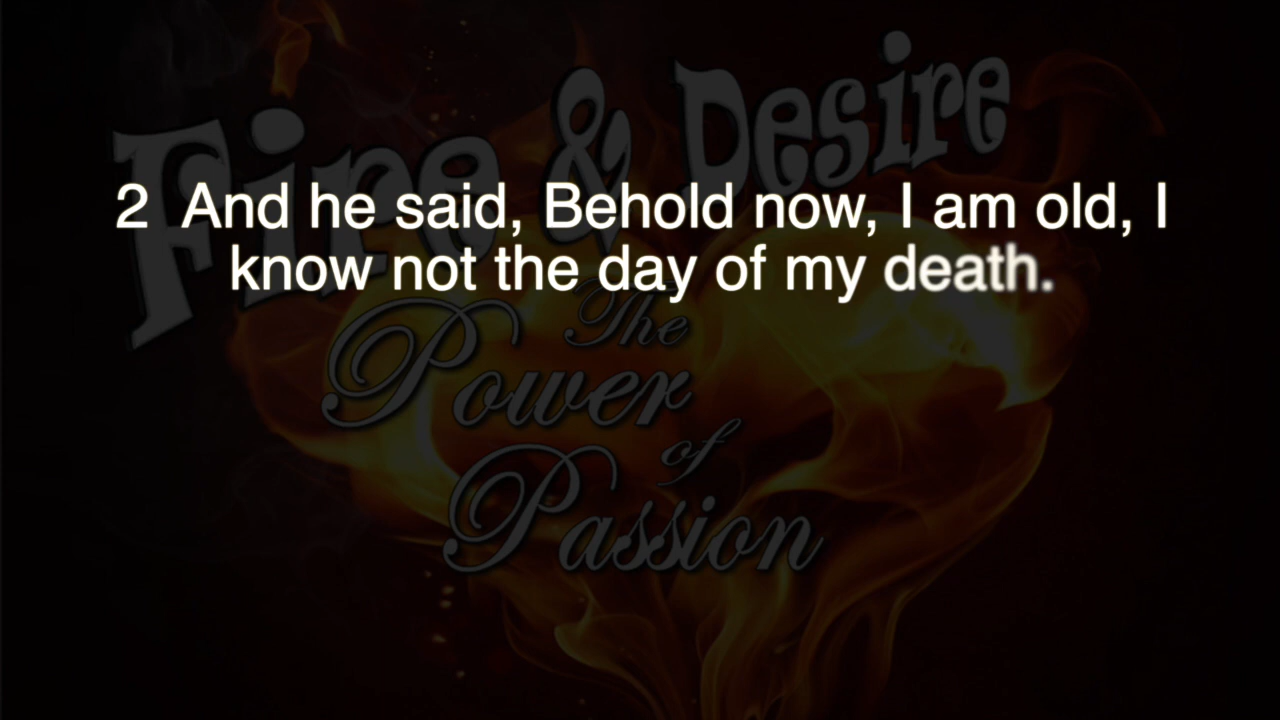 Fire & Desire
2 And he said, Behold now, I am old, I
know not the day of my death.
The
Power
of
Passion